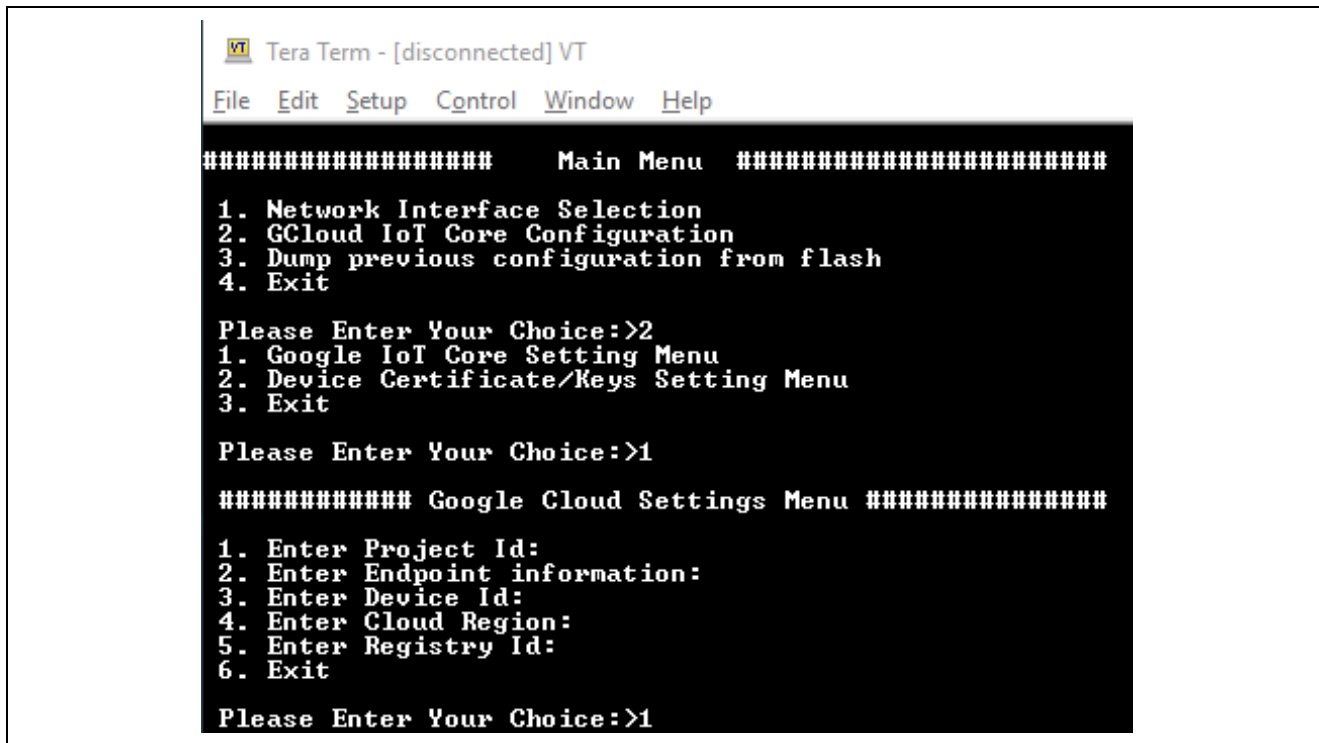 VT Tera Term - [disconnected] VT
File Edit Setup Control Window Help
################## Main Menu #######################
1. Network Interface Selection
2. GCloud IoT Core Configuration
3. Dump previous configuration from flash
4. Exit
Please Enter Your Choice:>2
1. Google IoT Core Setting Menu
2. Device Certificate/Keys Setting Menu
3. Exit
Please Enter Your Choice:>1
############ Google Cloud Settings Menu ###############
1. Enter Project Id:
2. Enter Endpoint information:
3. Enter Device Id:
4. Enter Cloud Region:
5. Enter Registry Id:
6. Exit
Please Enter Your Choice:>1